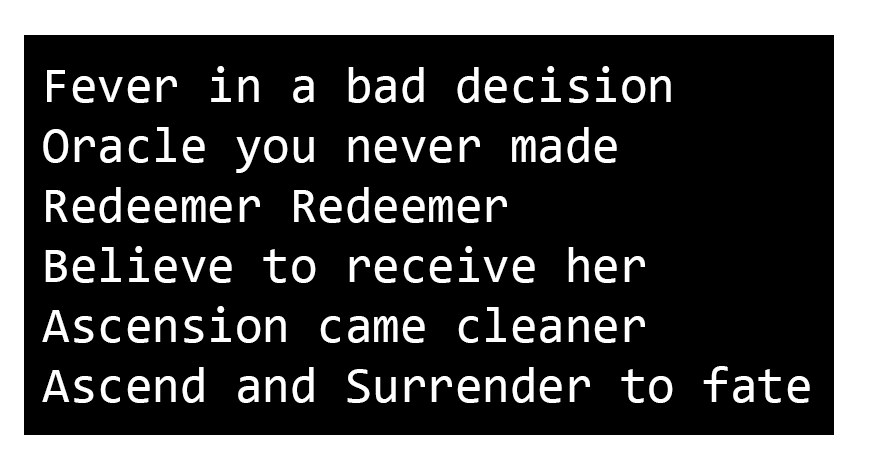 Fever in a bad decision
Oracle you never made
Redeemer Redeemer
Believe to receive her
Ascension came cleaner
Ascend and Surrender to fate